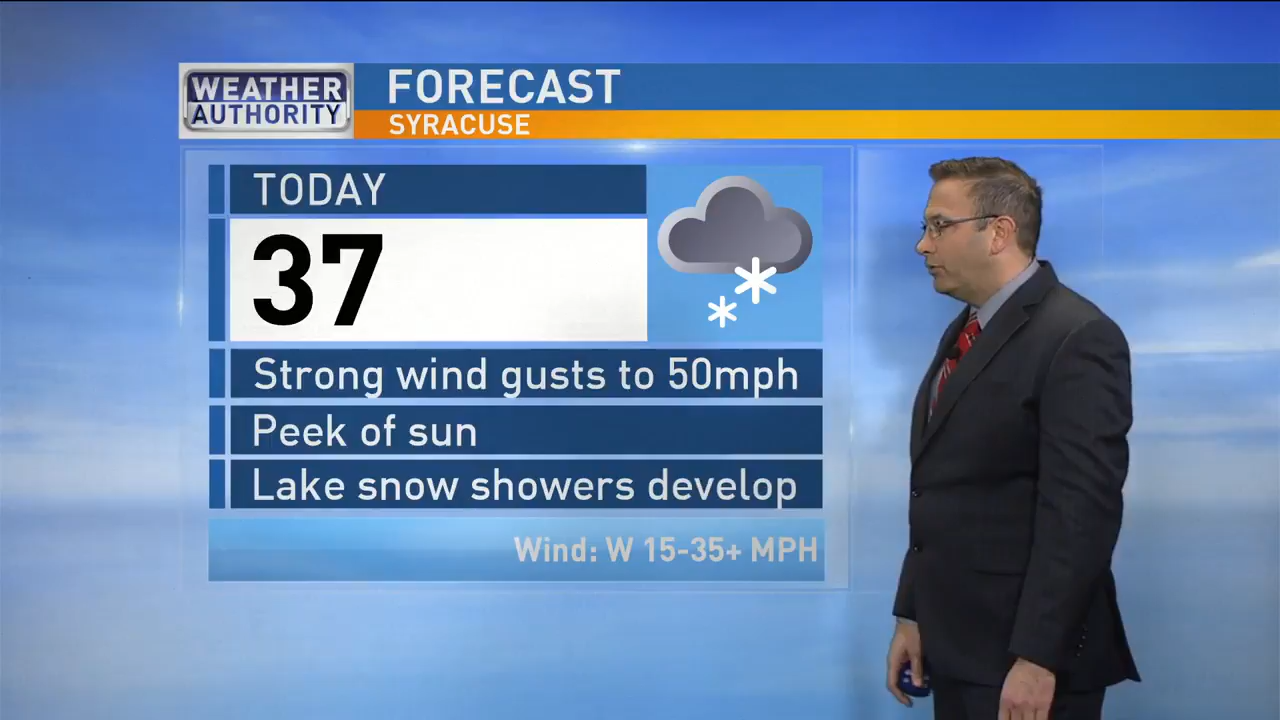 WEATHER
AUTHORITY
FORECAST
SYRACUSE
TODAY
37
Strong wind gusts to 50mph
Peek of sun
Lake snow showers develop
Wind: W 15-35+ MPH